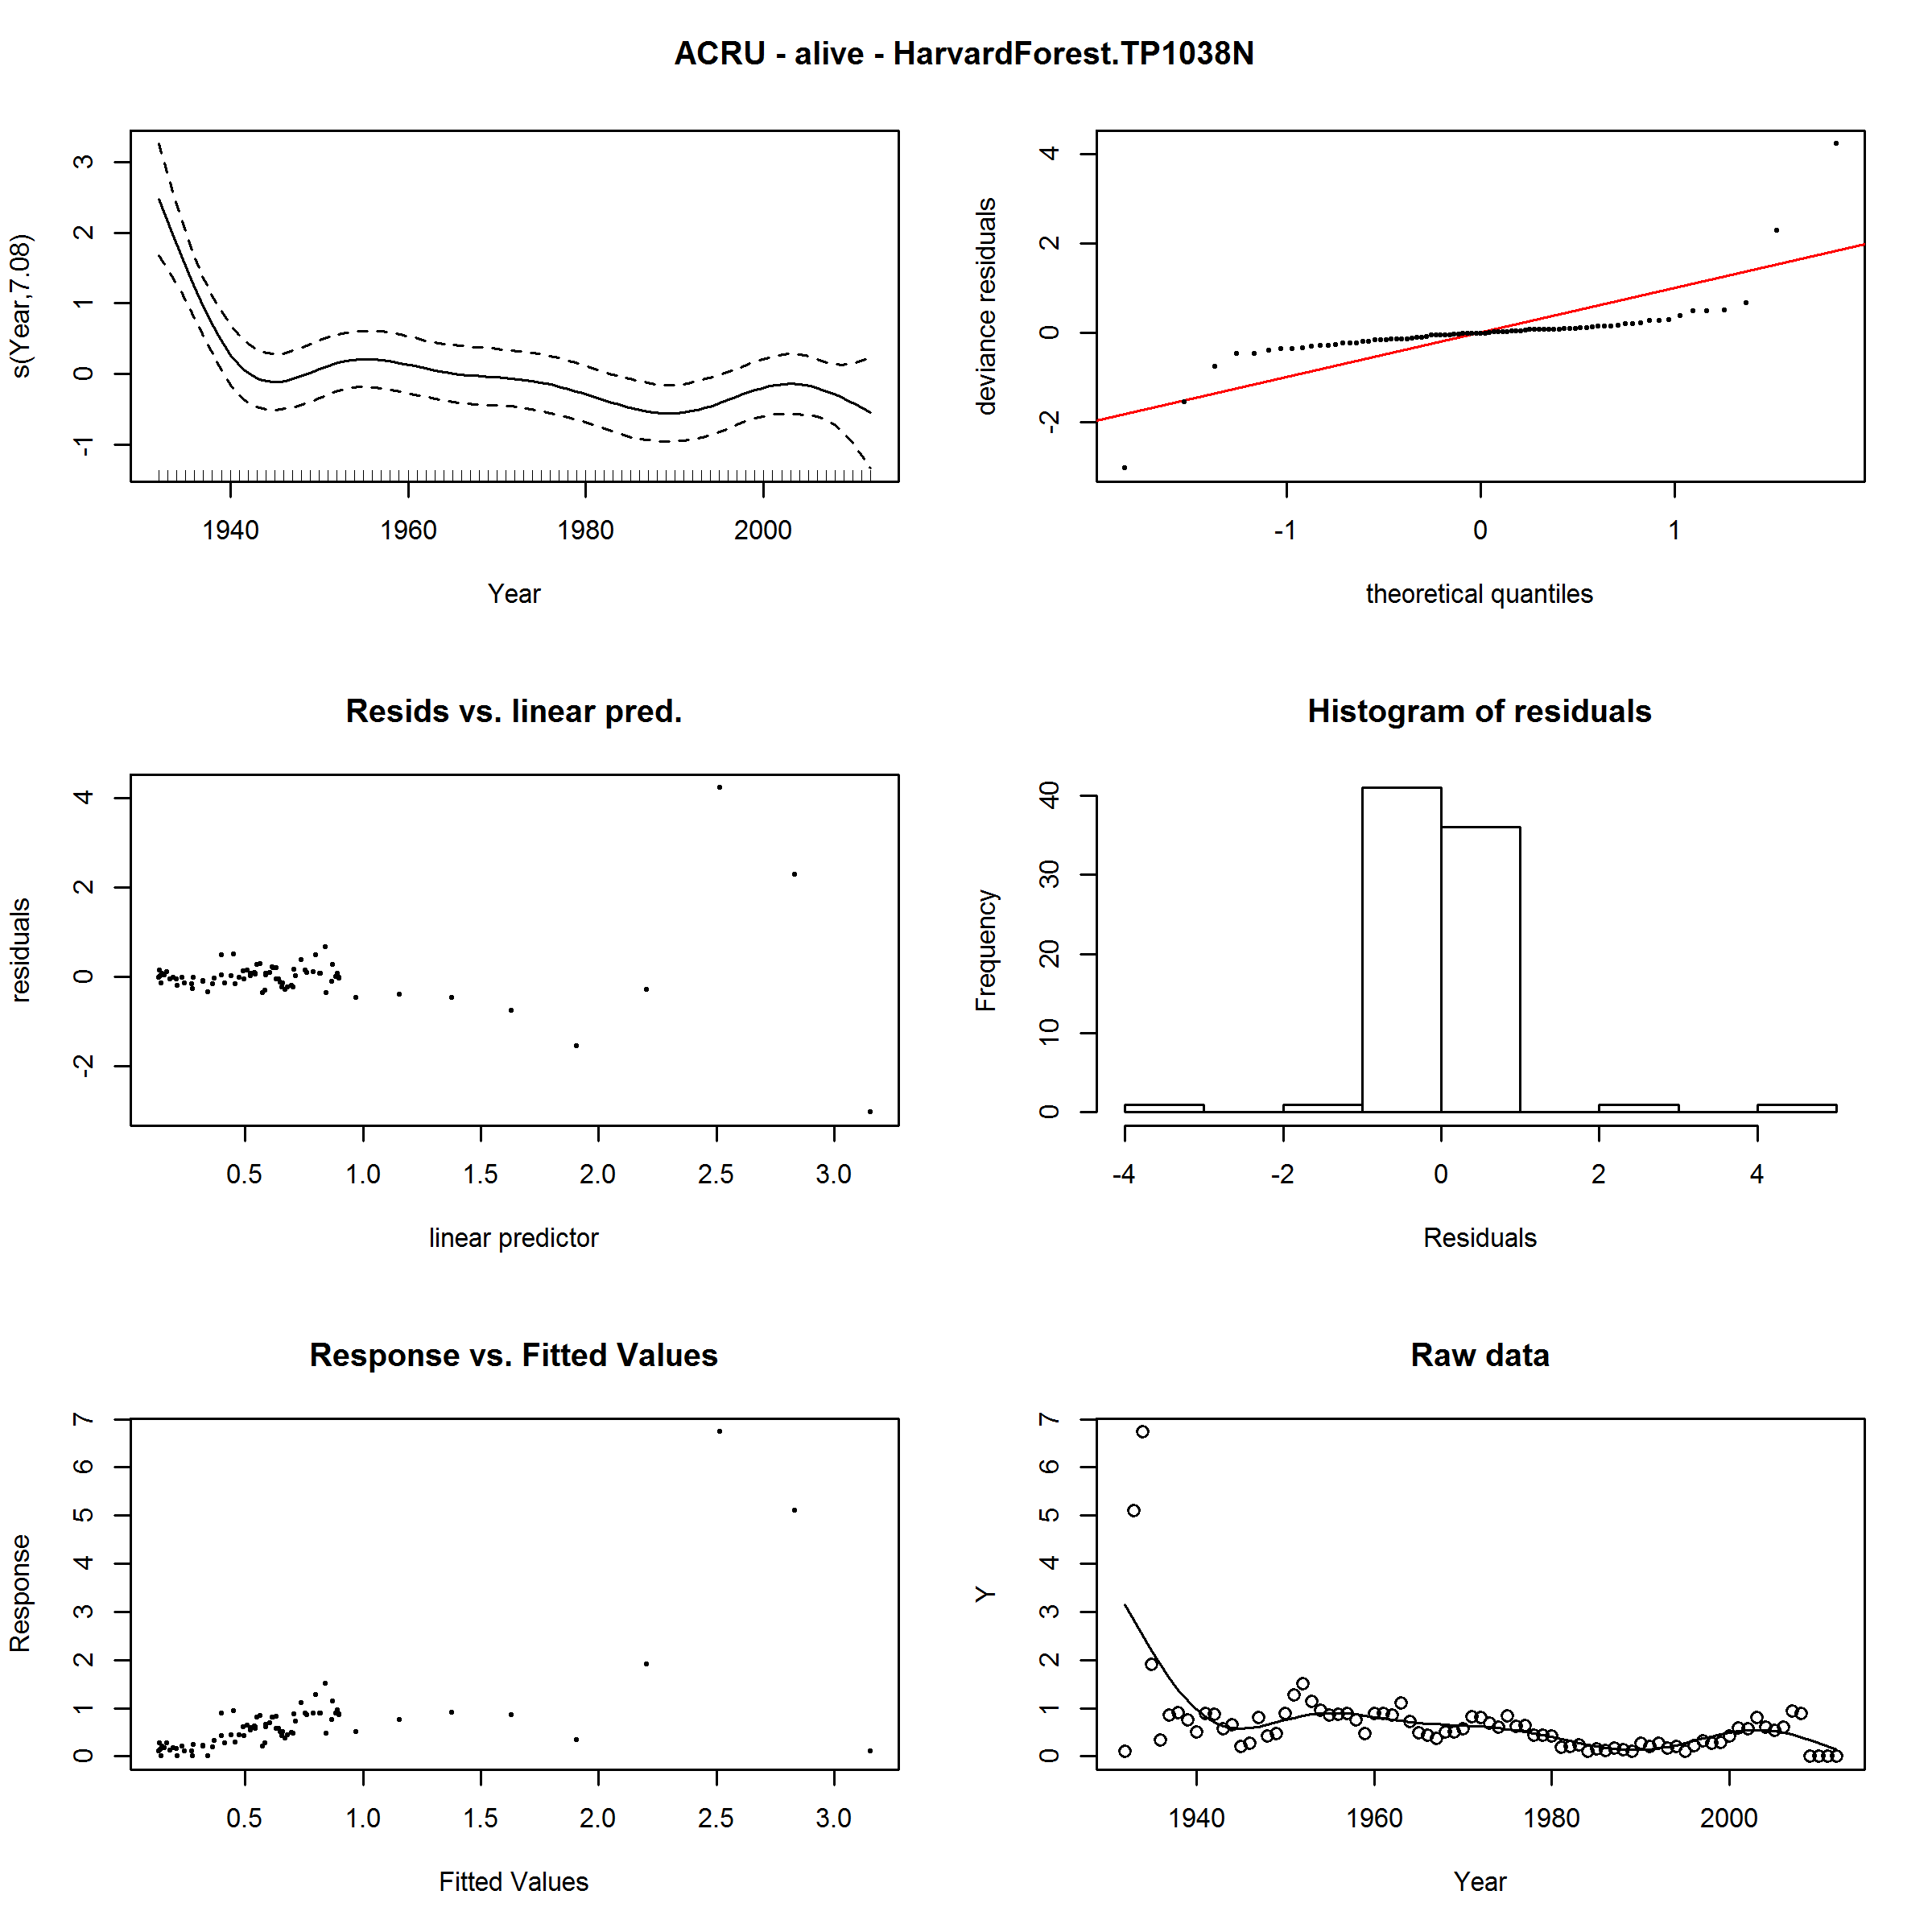 ACRU - alive - HarvardForest.TP1038N
s(Year,7.08)
3
2
1
0
-1
1940 1960 1980 2000
Year
deviance residuals
4
2
0
-2
-1 0 1
theoretical quantiles
Resids vs. linear pred.
residuals
4
2
0
-2
0.5 1.0 1.5 2.0 2.5 3.0
linear predictor
Histogram of residuals
Frequency
40
30
20
10
0
-4 -2 0 2 4
Residuals
Response vs. Fitted Values
Response
7
6
5
4
3
2
1
0
0.5 1.0 1.5 2.0 2.5 3.0
Fitted Values
Raw data
Y
7
6
5
4
3
2
1
0
1940 1960 1980 2000
Year